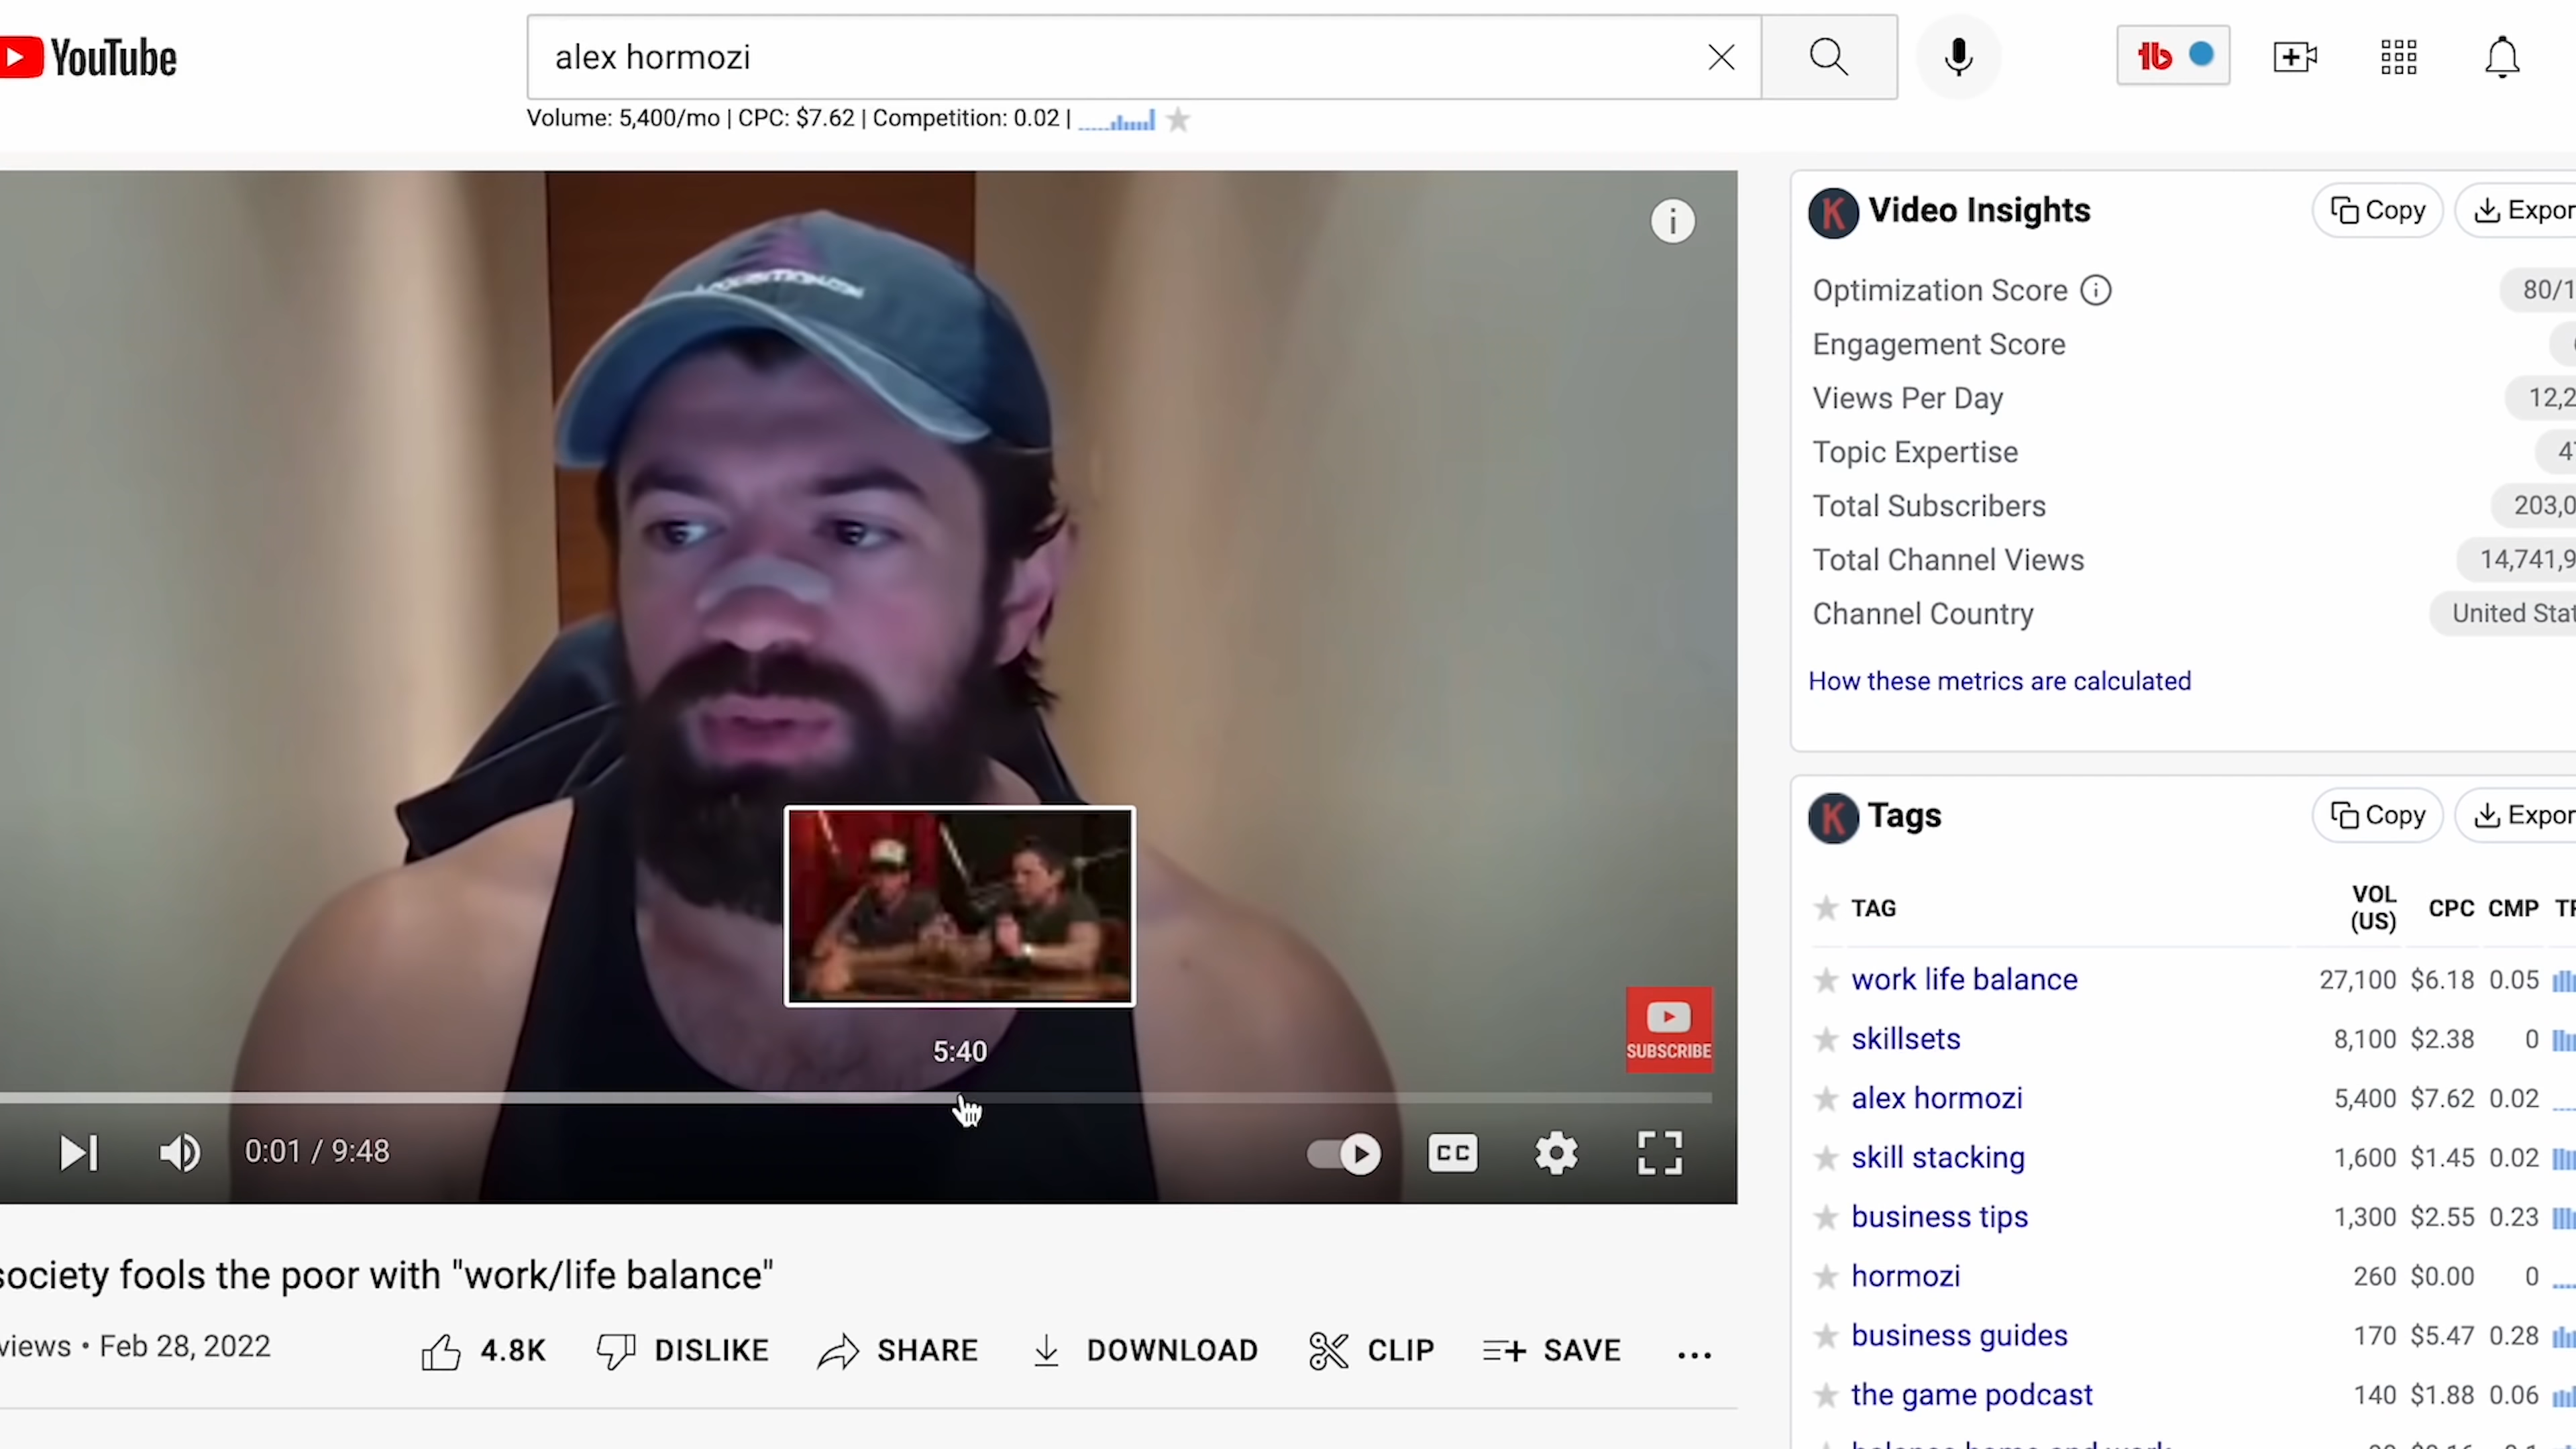 YouTube
alex hormozi
Volume: 5,400/mo | CPC: $7.62 | Competition: 0.02 |
Video Insights
Copy
Optimization Score
Engagement Score
Views Per Day
Topic Expertise
Total Subscribers
Total Channel Views
Channel Country
How these metrics are calculated
Tags
Copy
TAG VOL (US) CPC CMP
work life balance 27,100 $6.18 0.05
skillsets 8,100 $2.38 0
alex hormozi 5,400 $7.62 0.02
skill stacking 1,600 $1.45 0.02
business tips 1,300 $2.55 0.23
hormozi 260 $0.00 0
business guides 170 $5.47 0.28
the game podcast 140 $1.88 0.06
5:40
SUBSCRIBE
0:01 / 9:48
CC
society fools the poor with "work/life balance"
views • Feb 28, 2022
4.8K DISLIKE SHARE DOWNLOAD CLIP SAVE